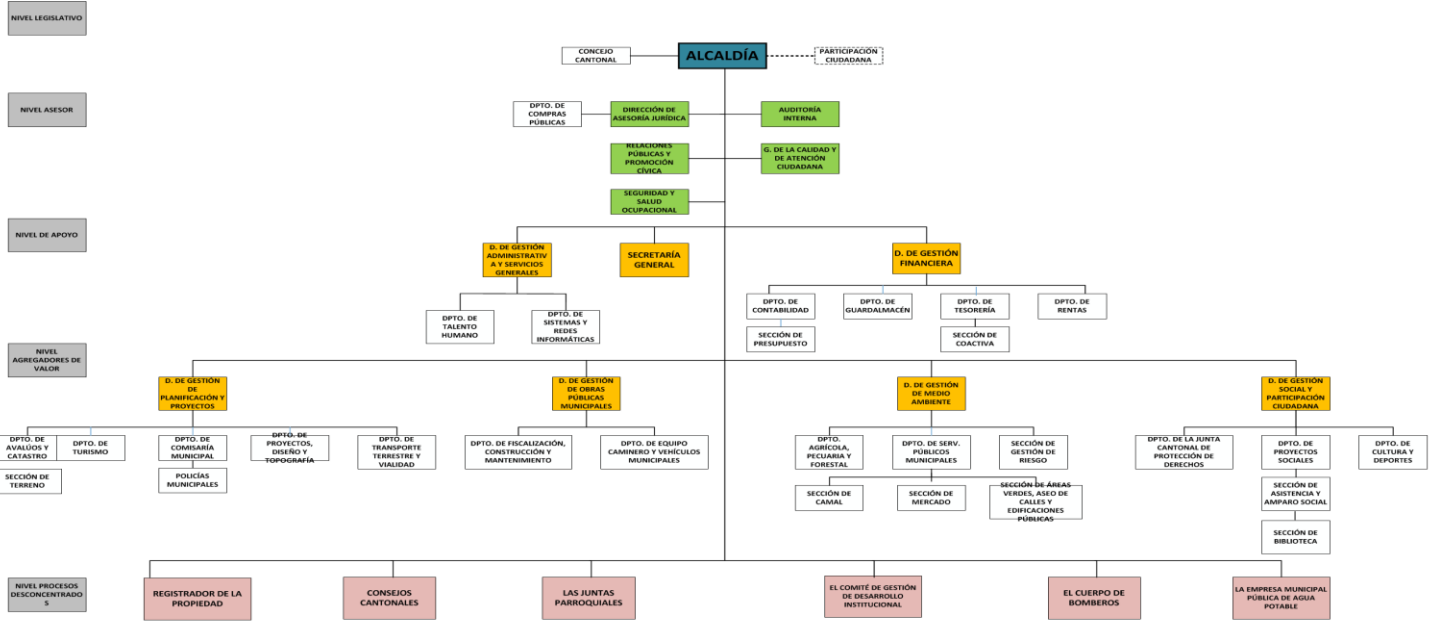 NIVEL LEGISLATIVO
CONCEJO
CANTONAL
ALCALDÍA
PARTICIPACIÓN
CIUDADANA
NIVEL ASESOR
DPTO. DE
COMPRAS
PÚBLICAS
DIRECCIÓN DE
ASESORÍA JURÍDICA
AUDITORÍA
INTERNA
RELACIONES
PÚBLICAS Y
PROMOCIÓN
CÍVICA
G. DE LA CALIDAD Y
DE ATENCIÓN
CIUDADANA
SEGURIDAD Y
SALUD
OCUPACIONAL
NIVEL DE APOYO
D. DE GESTIÓN
ADMINISTRATIV
A Y SERVICIOS
GENERALES
SECRETARÍA
GENERAL
D. DE GESTIÓN
FINANCIERA
DPTO. DE
TALENTO
HUMANO
DPTO. DE
SISTEMAS Y
REDES
INFORMÁTICAS
DPTO. DE
CONTABILIDAD
DPTO. DE
GUARDALMACÉN
DPTO. DE
TESORERÍA
DPTO. DE
RENTAS
SECCIÓN DE
PRESUPUESTO
SECCIÓN DE
COACTIVA
NIVEL
AGREGADORES DE
VALOR
D. DE GESTIÓN
DE
PLANIFICACIÓN Y
PROYECTOS
D. DE GESTIÓN
DE OBRAS
PÚBLICAS
MUNICIPALES
D. DE GESTIÓN
DE MEDIO
AMBIENTE
D. DE GESTIÓN
SOCIAL Y
PARTICIPACIÓN
CIUDADANA
DPTO. DE
AVALÚOS Y
CATASTRO
DPTO. DE
TURISMO
DPTO. DE
COMISARÍA
MUNICIPAL
DPTO. DE
PROYECTOS,
DISEÑO Y
TOPOGRAFÍA
DPTO. DE
TRANSPORTE
TERRESTRE Y
VIALIDAD
DPTO. DE FISCALIZACIÓN,
CONSTRUCCIÓN Y
MANTENIMIENTO
DPTO. DE EQUIPO
CAMINERO Y VEHÍCULOS
MUNICIPALES
DPTO.
AGRÍCOLA,
PECUARIA Y
FORESTAL
DPTO. DE SERV.
PÚBLICOS
MUNICIPALES
SECCIÓN DE
GESTIÓN DE
RIESGO
DPTO. DE LA JUNTA
CANTONAL DE
PROTECCIÓN DE
DERECHOS
DPTO. DE
PROYECTOS
SOCIALES
DPTO. DE
CULTURA Y
DEPORTES
SECCIÓN DE
TERRENO
POLICÍAS
MUNICIPALES
SECCIÓN DE
CAMAL
SECCIÓN DE
MERCADO
SECCIÓN DE ÁREAS
VERDES, ASEO DE
CALLES Y
EDIFICACIONES
PÚBLICAS
SECCIÓN DE
ASISTENCIA Y
AMPARO SOCIAL
SECCIÓN DE
BIBLIOTECA
NIVEL PROCESOS
DESCONCENTRADO
S
REGISTRADOR DE LA
PROPIEDAD
CONSEJOS
CANTONALES
LAS JUNTAS
PARROQUIALES
EL COMITÉ DE GESTIÓN
DE DESARROLLO
INSTITUCIONAL
EL CUERPO DE
BOMBEROS
LA EMPRESA MUNICIPAL
PÚBLICA DE AGUA
POTABLE